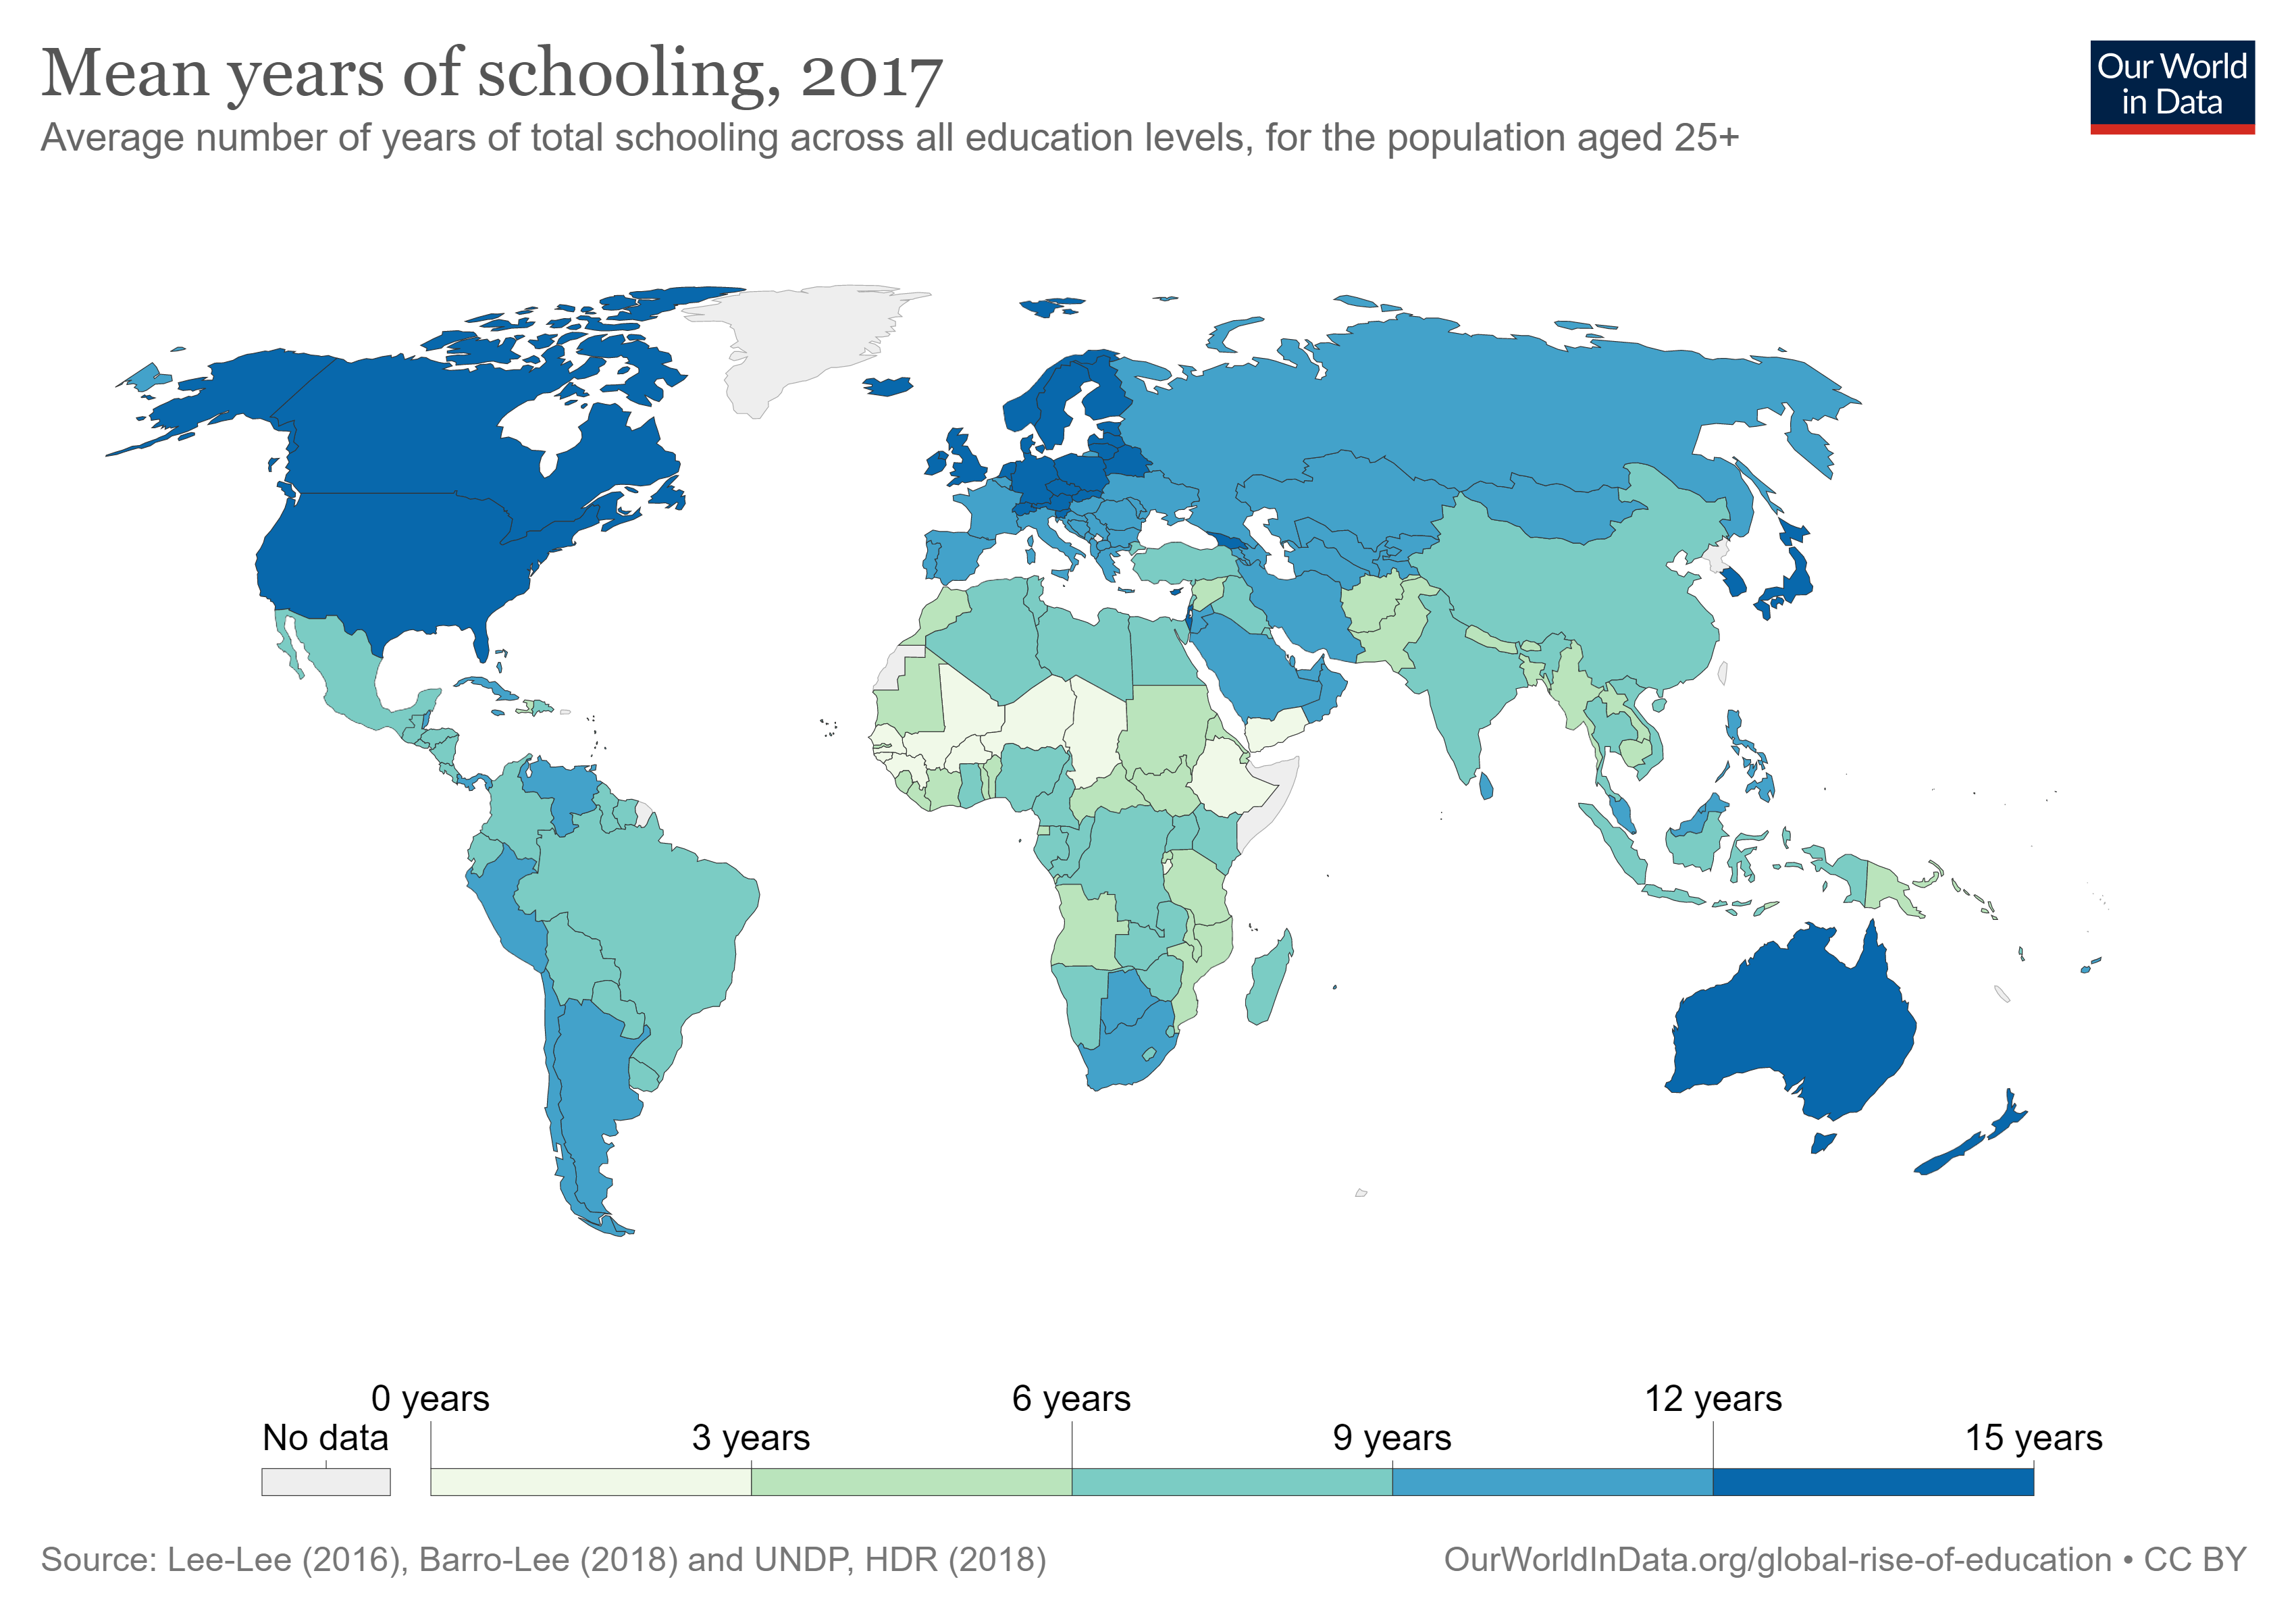 Mean years of schooling, 2017
Average number of years of total schooling across all education levels, for the population aged 25+
Our World
in Data
0 years
6 years
12 years
No data
3 years
9 years
15 years
Source: Lee-Lee (2016), Barro-Lee (2018) and UNDP, HDR (2018)
OurWorldInData.org/global-rise-of-education • CC BY